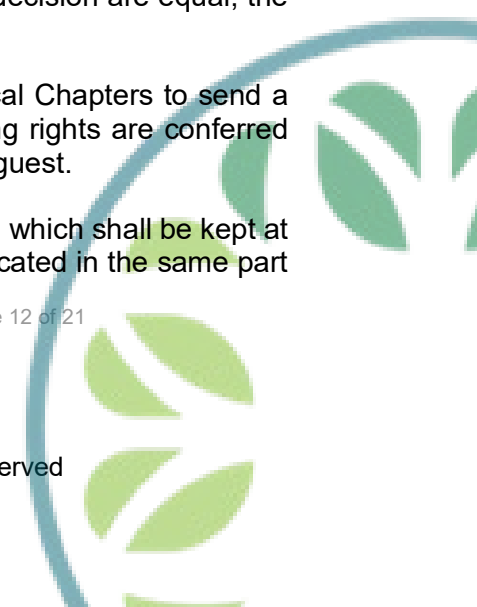 decision are equal, the
cal Chapters to send a
ng rights are conferred
guest.
which shall be kept at
cated in the same part
12 of 21
erved